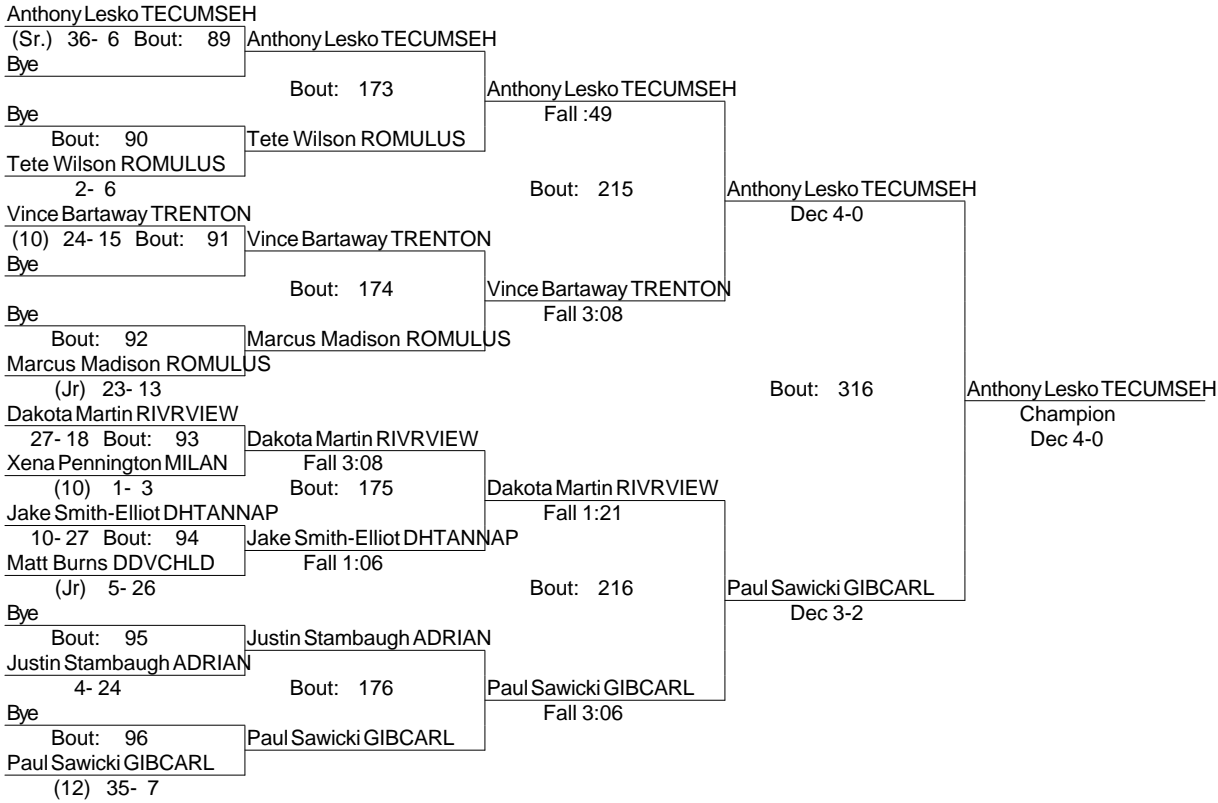 Anthony Lesko TECUMSEH
(Sr.) 36- 6 Bout: 89 Anthony Lesko TECUMSEH
Bye
Bout: 173 Anthony Lesko TECUMSEH
Bye Fall :49
Bout: 90 Tete Wilson ROMULUS
Tete Wilson ROMULUS
2- 6 Bout: 215 Anthony Lesko TECUMSEH
Vince Bartaway TRENTON Dec 4-0
(10) 24- 15 Bout: 91 Vince Bartaway TRENTON
Bye
Bout: 174 Vince Bartaway TRENTON
Bye Fall 3:08
Bout: 92 Marcus Madison ROMULUS
Marcus Madison ROMULUS
(Jr) 23- 13 Bout: 316 Anthony Lesko TECUMSEH
Dakota Martin RIVRVIEW Champion
27- 18 Bout: 93 Dakota Martin RIVRVIEW Dec 4-0
Xena Pennington MILAN Fall 3:08
(10) 1- 3 Bout: 175 Dakota Martin RIVRVIEW
Jake Smith-Elliot DHTANNAP Fall 1:21
10- 27 Bout: 94 Jake Smith-Elliot DHTANNAP
Matt Burns DDVCHLD Fall 1:06
(Jr) 5- 26 Bout: 216 Paul Sawicki GIBCARL
Bye Dec 3-2
Bout: 95 Justin Stambaugh ADRIAN
Justin Stambaugh ADRIAN
4- 24 Bout: 176 Paul Sawicki GIBCARL
Bye Fall 3:06
Bout: 96 Paul Sawicki GIBCARL
Paul Sawicki GIBCARL
(12) 35- 7